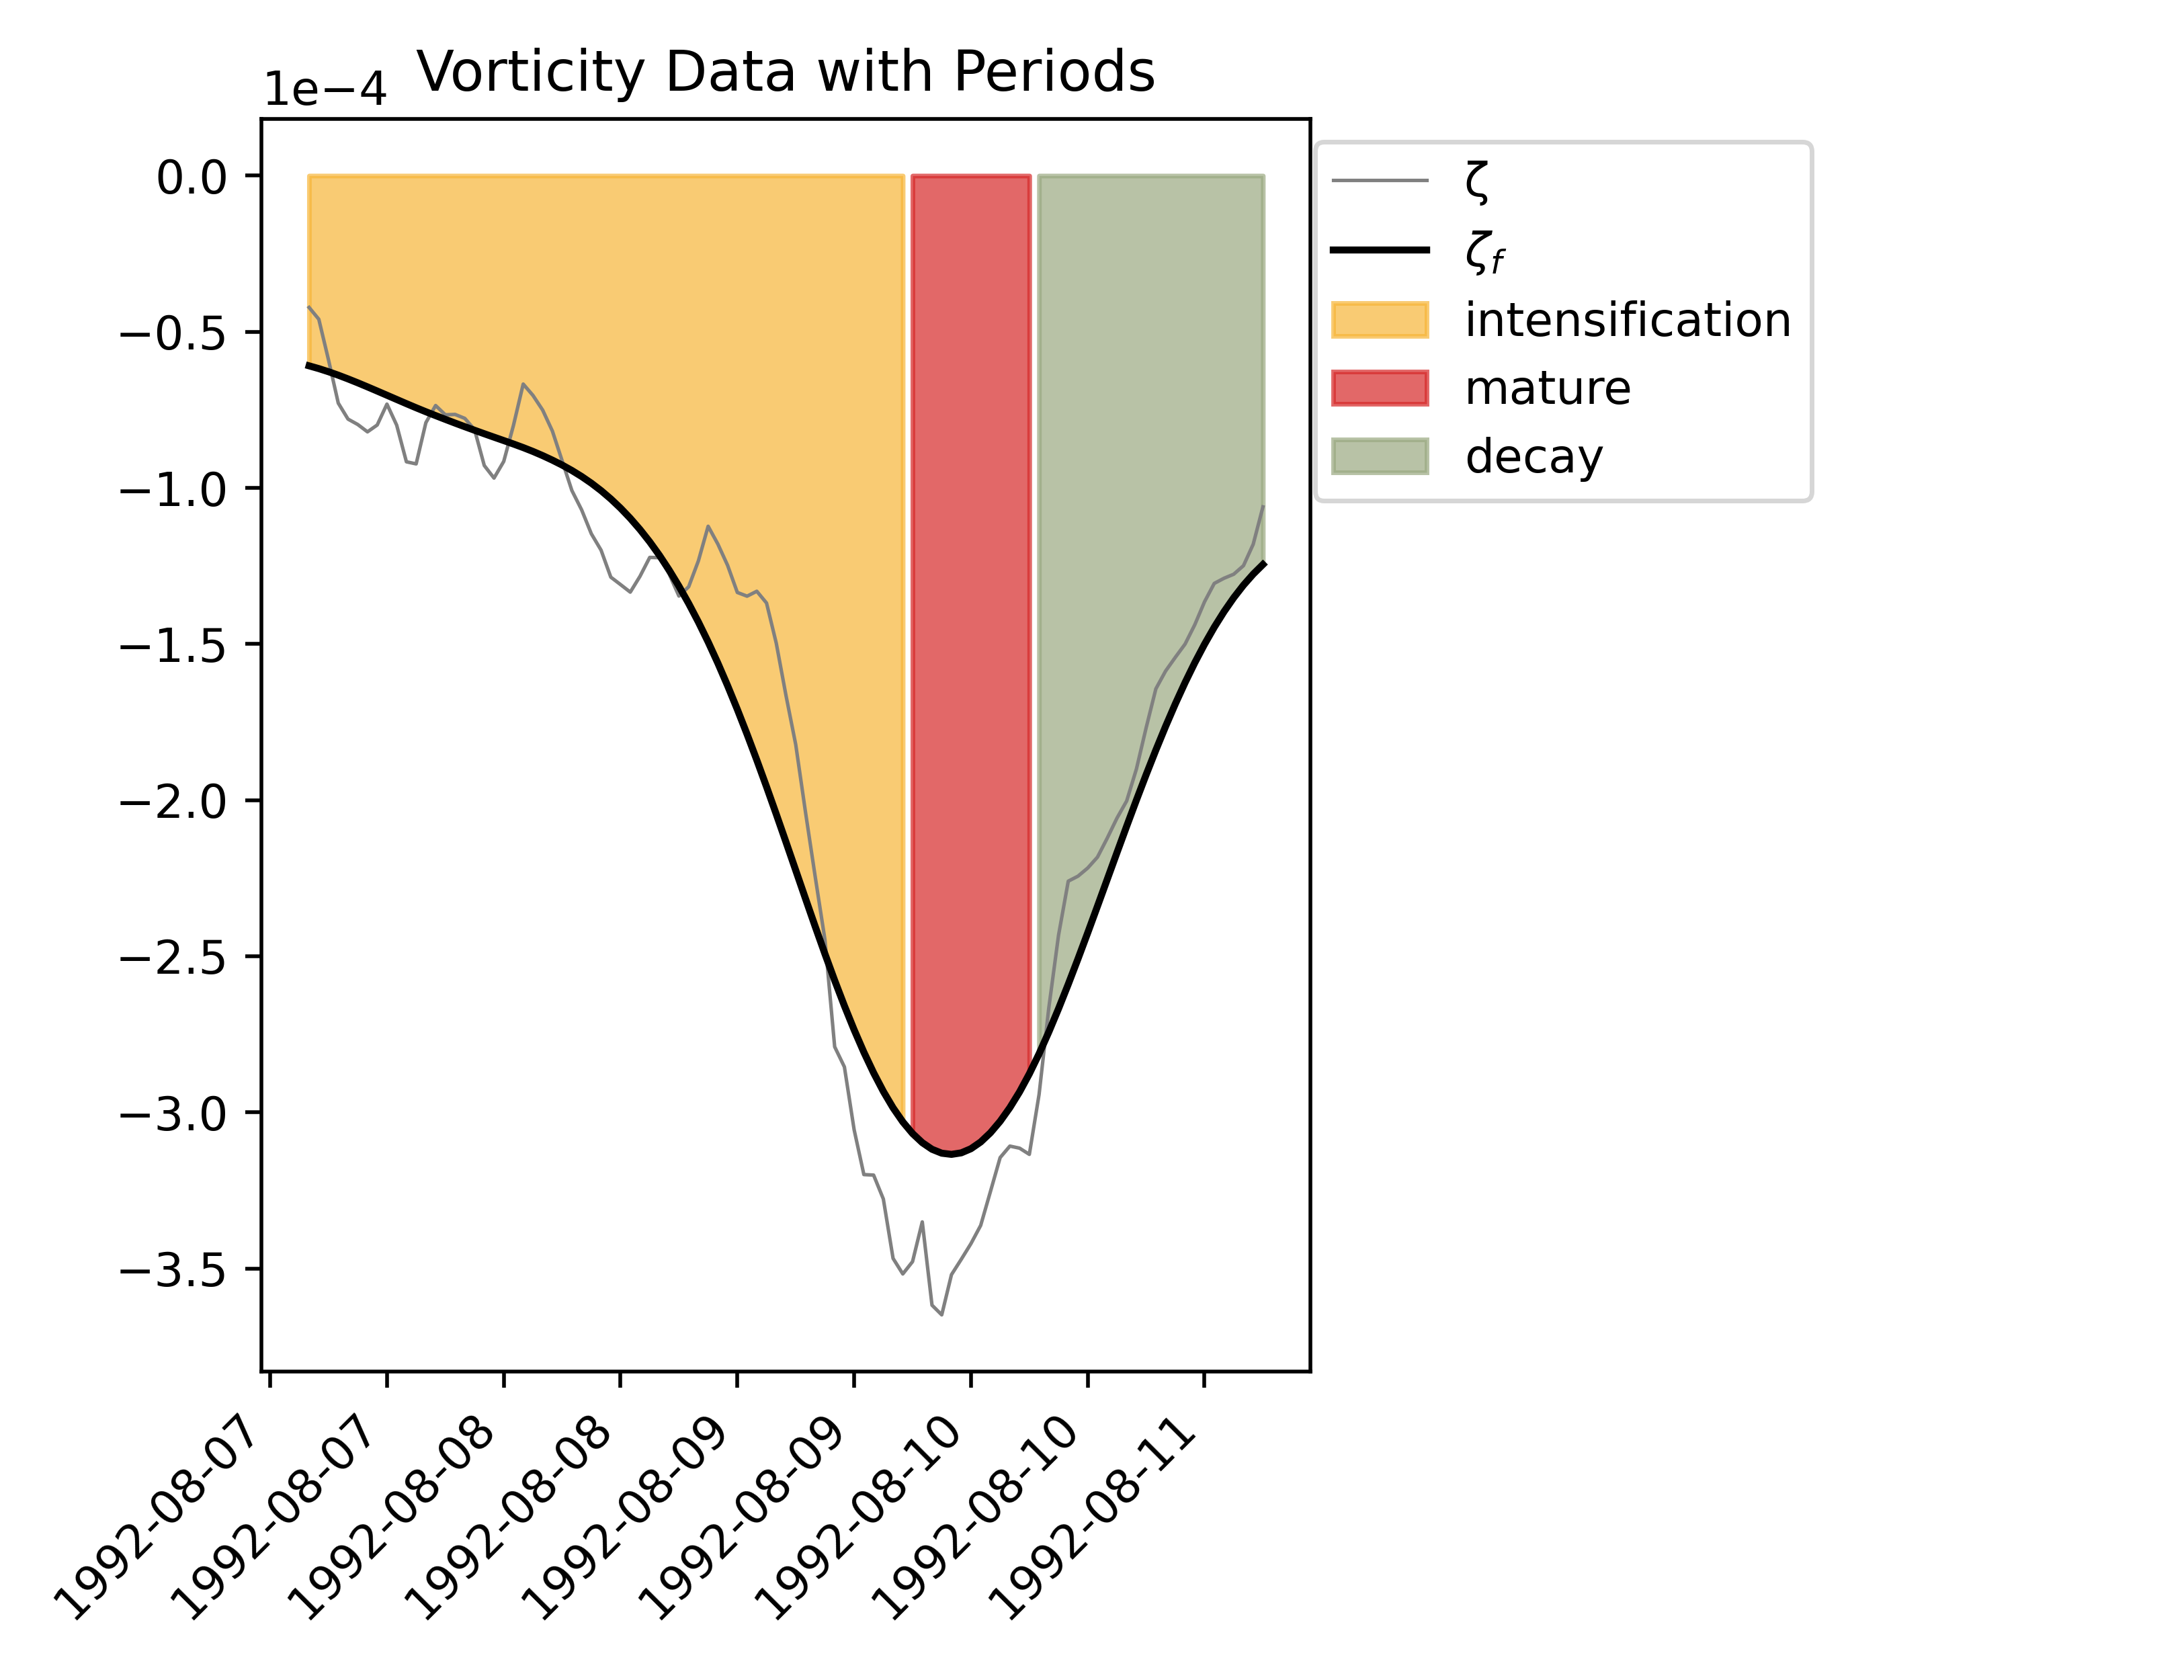 Vorticity Data with Periods
1e−4
0.0
−0.5
−1.0
−1.5
−2.0
−2.5
−3.0
−3.5
1992-08-07
1992-08-07
1992-08-08
1992-08-08
1992-08-09
1992-08-09
1992-08-10
1992-08-10
1992-08-11
ζ
ζf
intensification
mature
decay